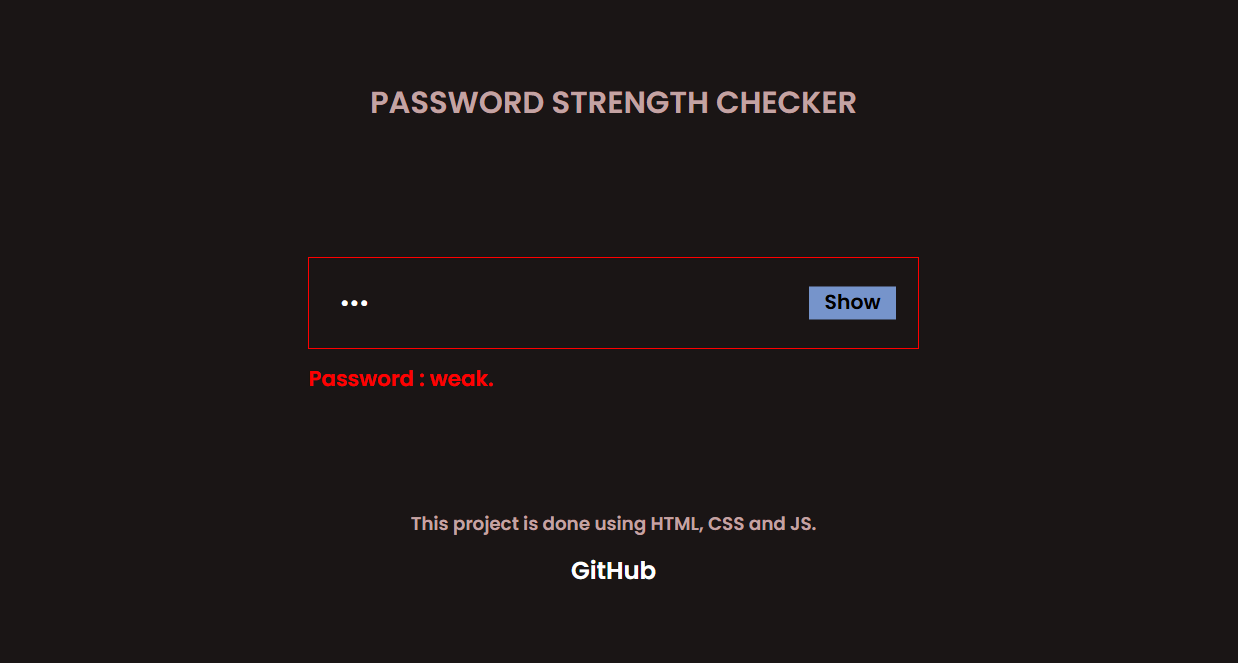 PASSWORD STRENGTH CHECKER
••• Show
Password : weak.
This project is done using HTML, CSS and JS.
GitHub